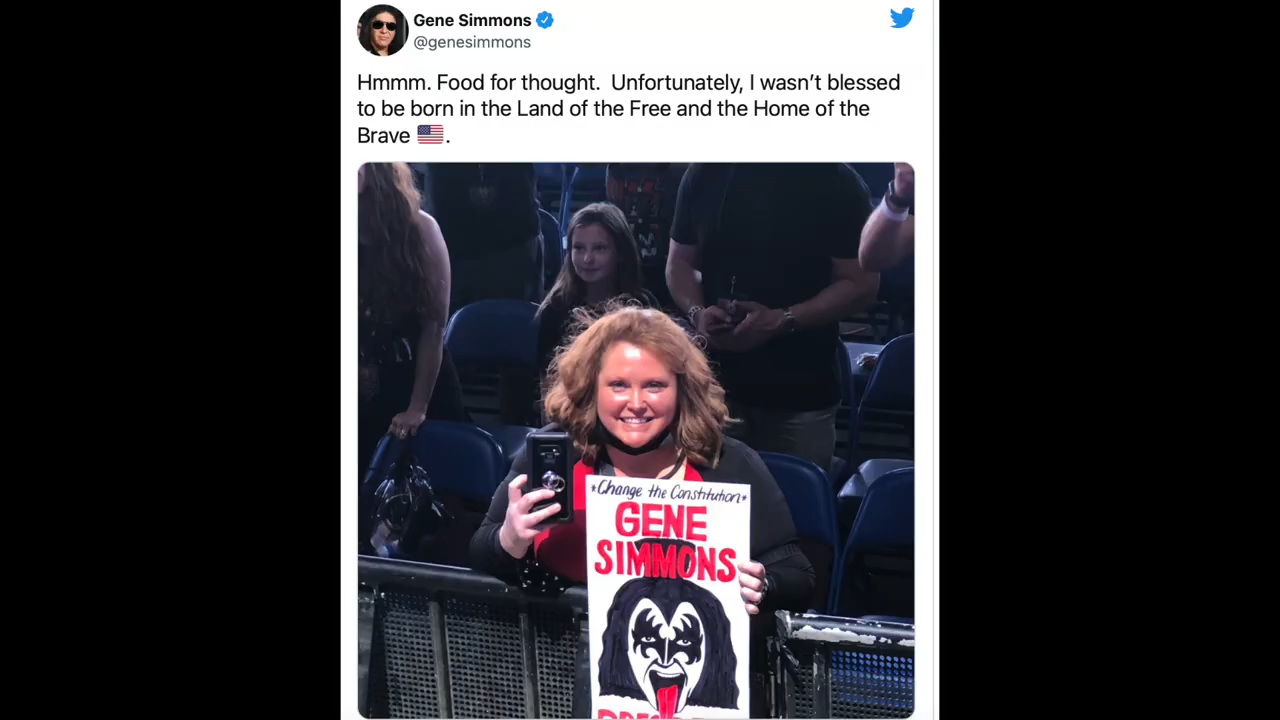 Gene Simmons
@genesimmons
Hmmm. Food for thought.  Unfortunately, I wasn’t blessed
to be born in the Land of the Free and the Home of the
Brave 🇺🇸.
*Change the Constitution*
GENE
SIMMONS